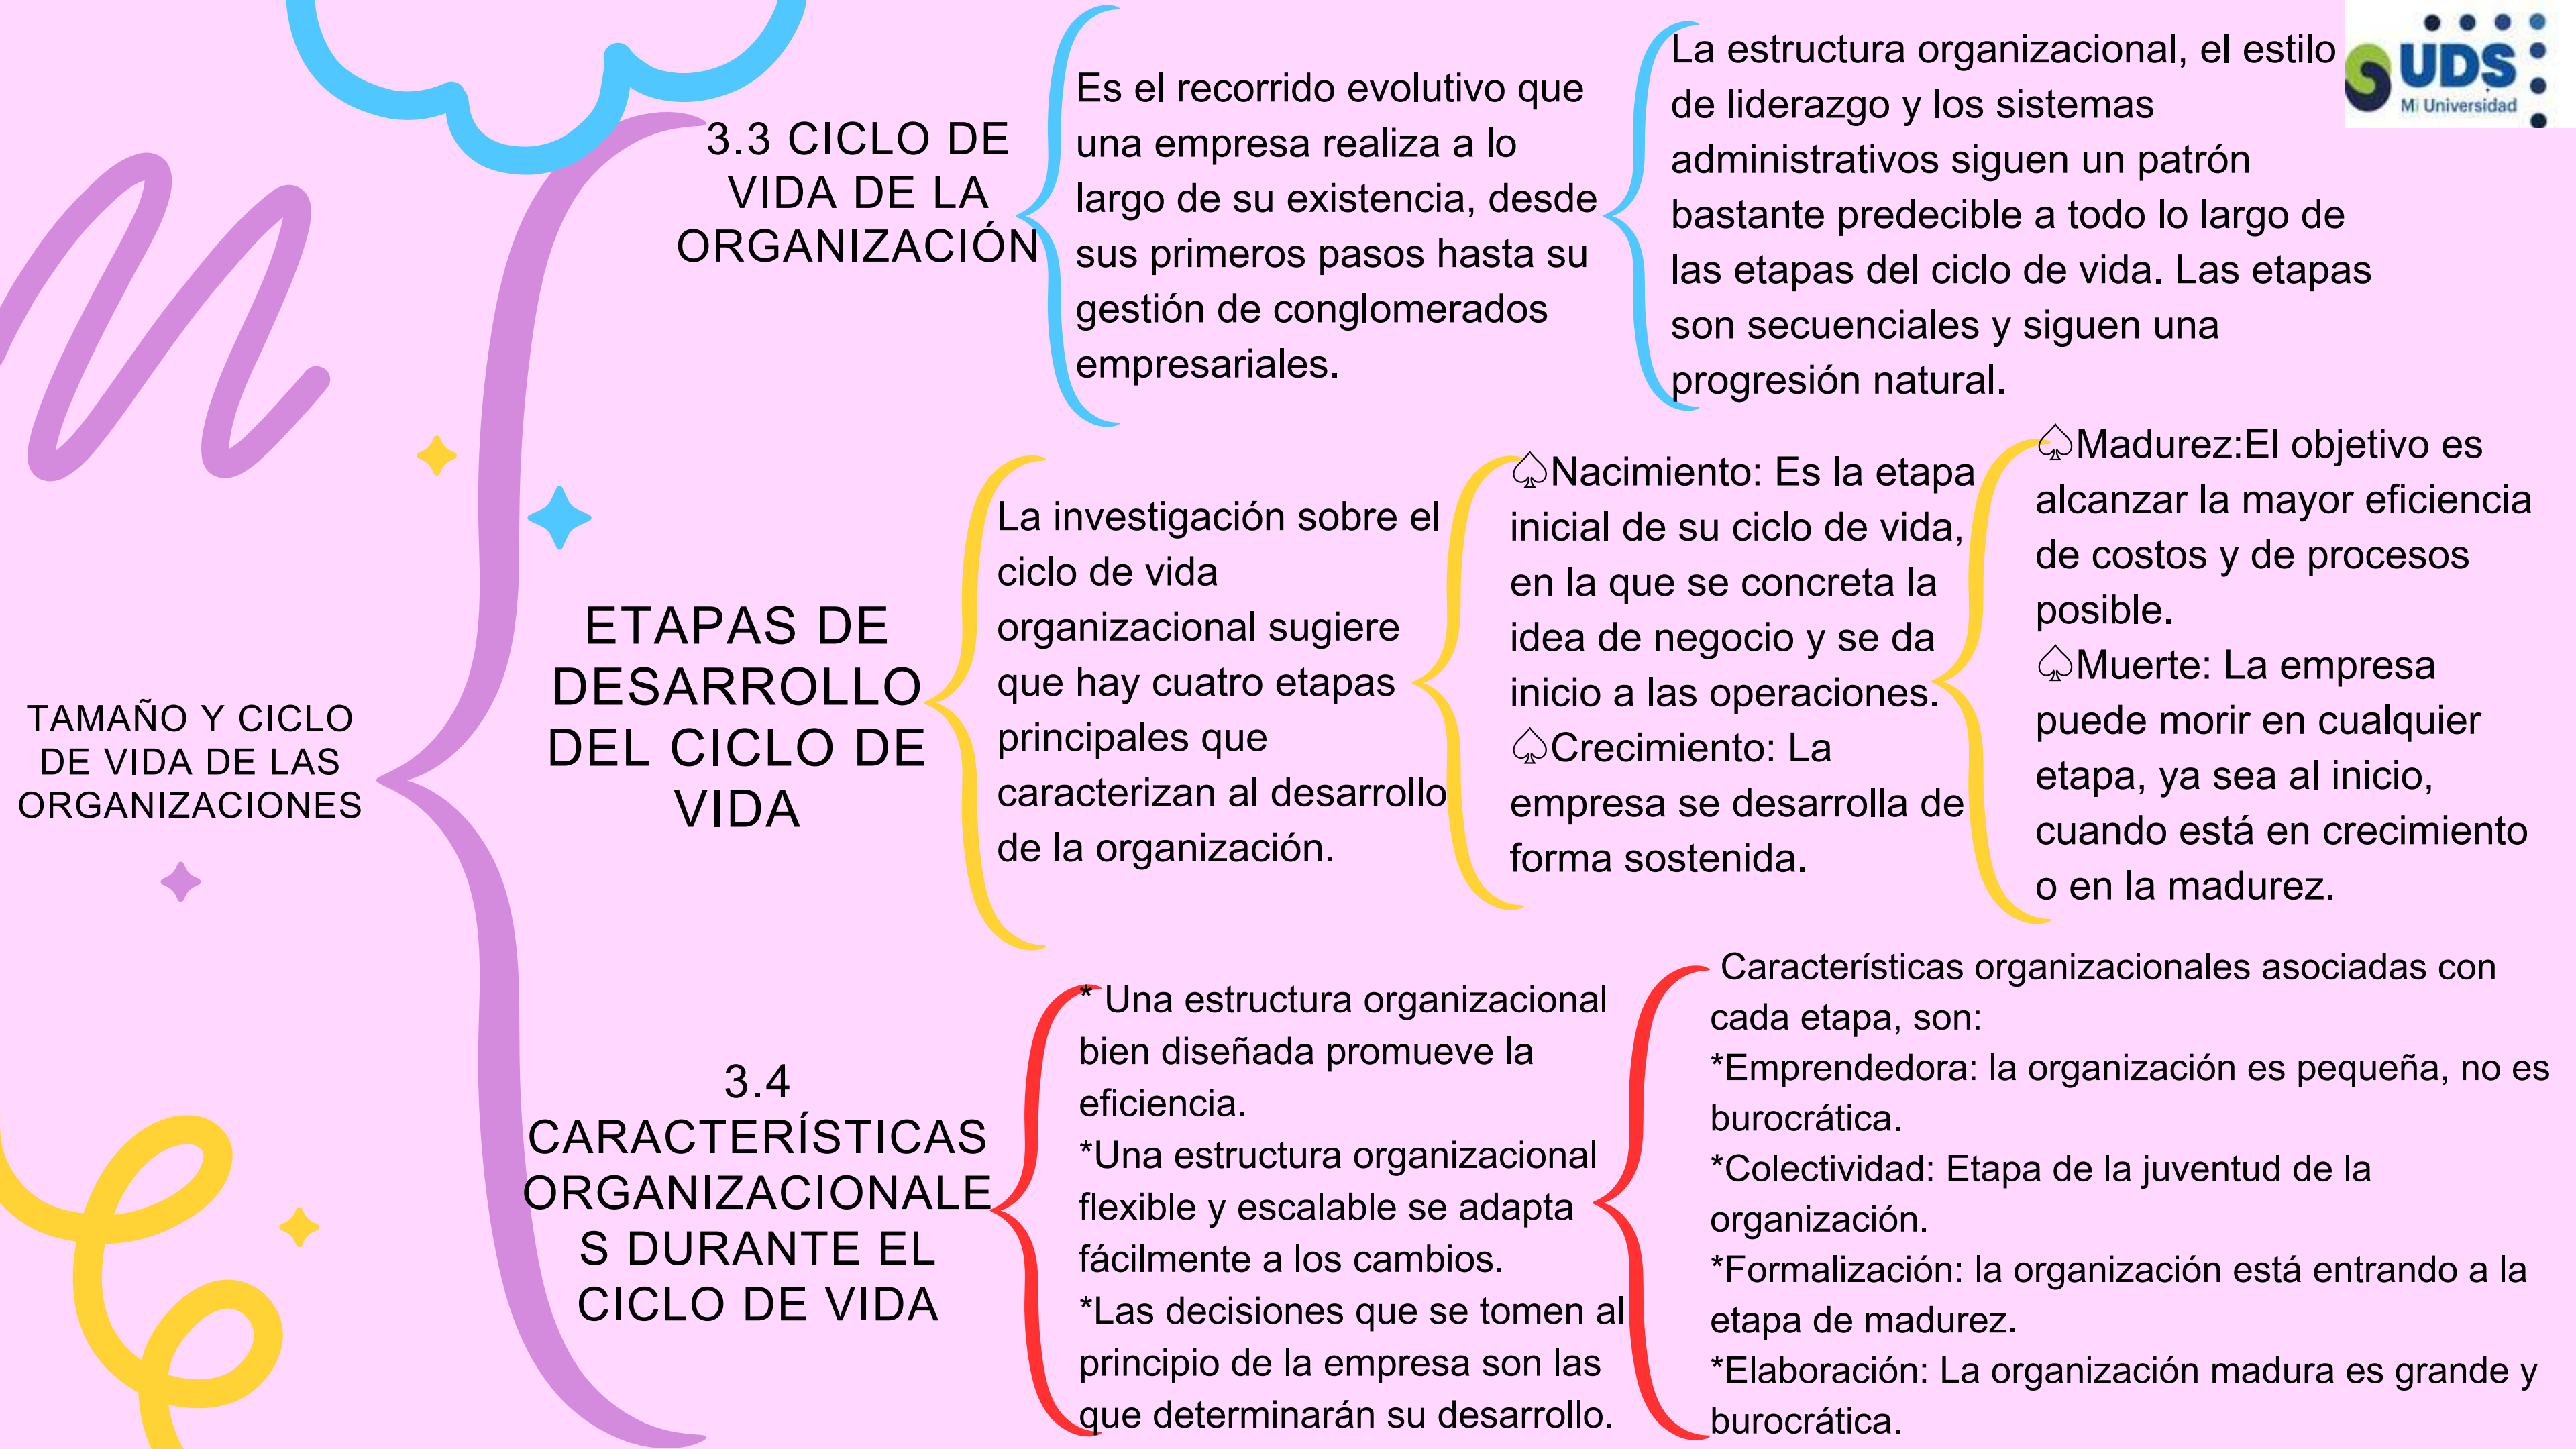 UDS
Mi Universidad
TAMAÑO Y CICLO
DE VIDA DE LAS
ORGANIZACIONES
3.3 CICLO DE
VIDA DE LA
ORGANIZACIÓN
Es el recorrido evolutivo que
una empresa realiza a lo
largo de su existencia, desde
sus primeros pasos hasta su
gestión de conglomerados
empresariales.
La estructura organizacional, el estilo
de liderazgo y los sistemas
administrativos siguen un patrón
bastante predecible a todo lo largo de
las etapas del ciclo de vida. Las etapas
son secuenciales y siguen una
progresión natural.
ETAPAS DE
DESARROLLO
DEL CICLO DE
VIDA
La investigación sobre el
ciclo de vida
organizacional sugiere
que hay cuatro etapas
principales que
caracterizan al desarrollo
de la organización.
♤Nacimiento: Es la etapa
inicial de su ciclo de vida,
en la que se concreta la
idea de negocio y se da
inicio a las operaciones.
♤Crecimiento: La
empresa se desarrolla de
forma sostenida.
♤Madurez:El objetivo es
alcanzar la mayor eficiencia
de costos y de procesos
posible.
♤Muerte: La empresa
puede morir en cualquier
etapa, ya sea al inicio,
cuando está en crecimiento
o en la madurez.
3.4
CARACTERÍSTICAS
ORGANIZACIONALE
S DURANTE EL
CICLO DE VIDA
* Una estructura organizacional
bien diseñada promueve la
eficiencia.
*Una estructura organizacional
flexible y escalable se adapta
fácilmente a los cambios.
*Las decisiones que se tomen al
principio de la empresa son las
que determinarán su desarrollo.
Características organizacionales asociadas con
cada etapa, son:
*Emprendedora: la organización es pequeña, no es
burocrática.
*Colectividad: Etapa de la juventud de la
organización.
*Formalización: la organización está entrando a la
etapa de madurez.
*Elaboración: La organización madura es grande y
burocrática.